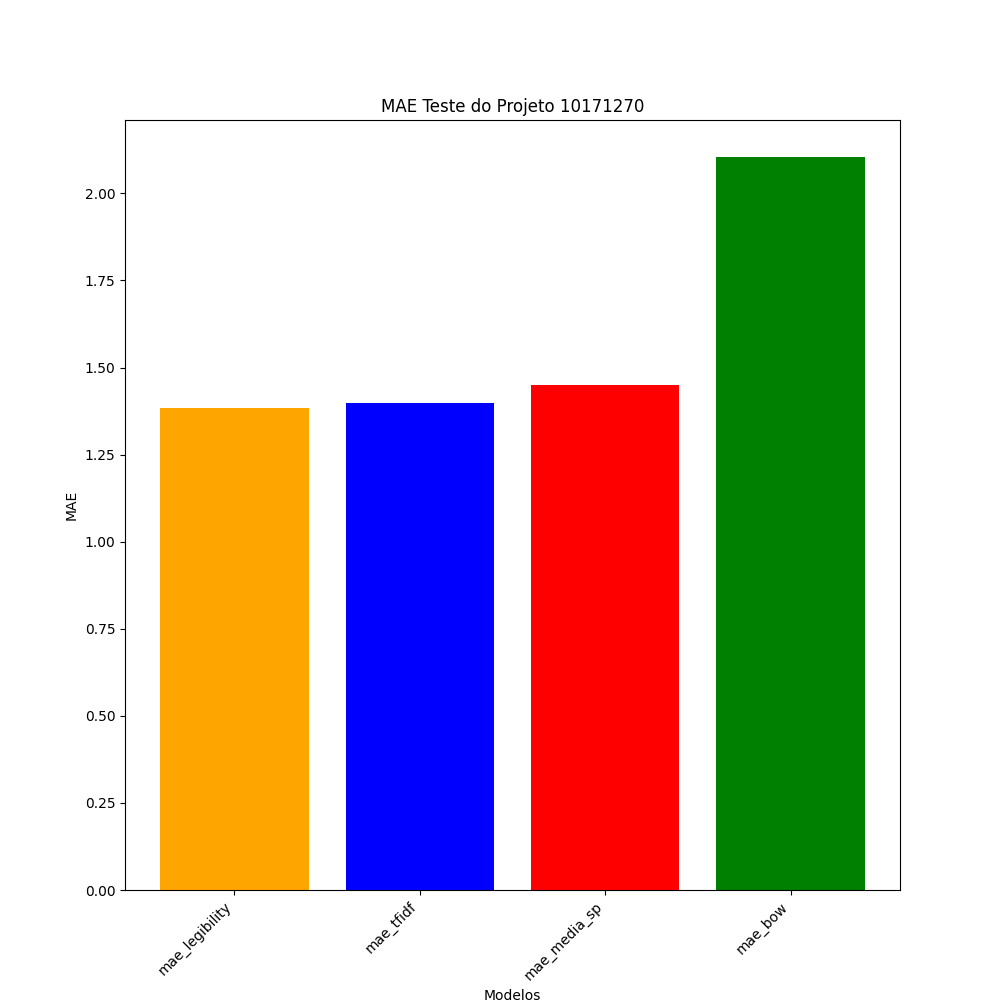 MAE Teste do Projeto 10171270
2.00
1.75
1.50
1.25
1.00
0.75
0.50
0.25
0.00
MAE
mae_legibility
mae_tfidf
mae_media_sp
mae_bow
Modelos